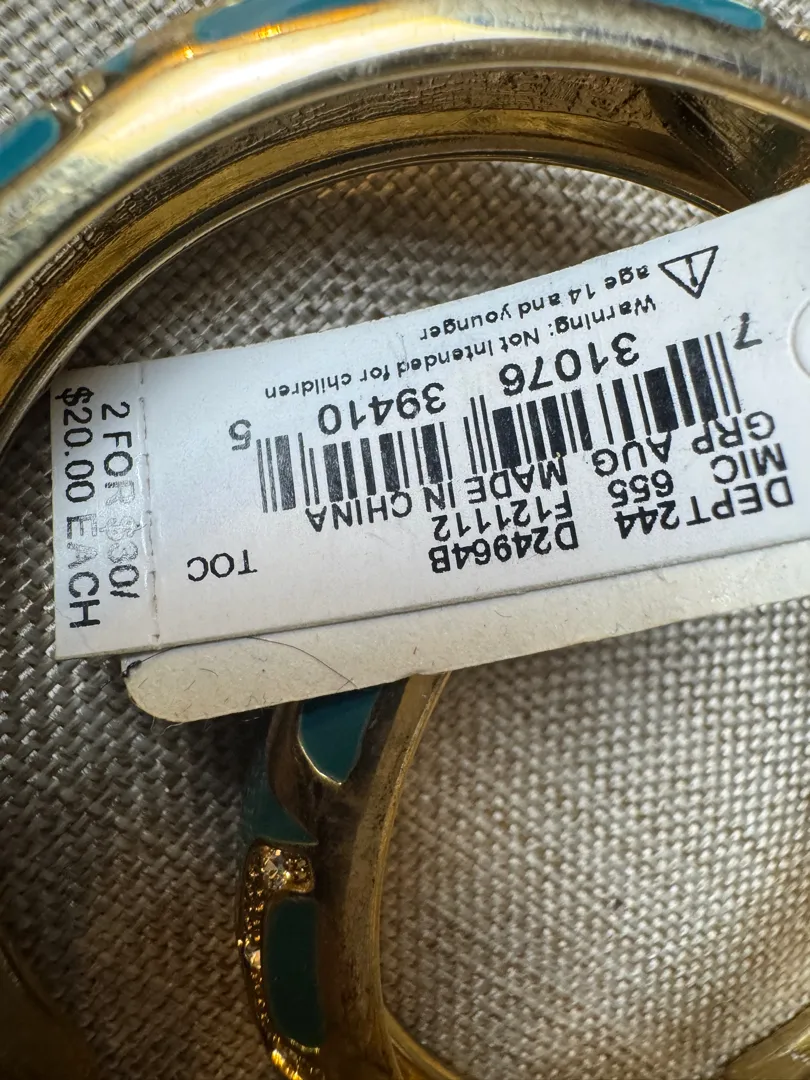 Warning: Not intended for children
age 14 and younger
7 31076 39410 5
DEPT244 D24964B
MIC 655 F121112
GRP AUG MADE IN CHINA
TOC
2 FOR $30/
$20.00 EACH